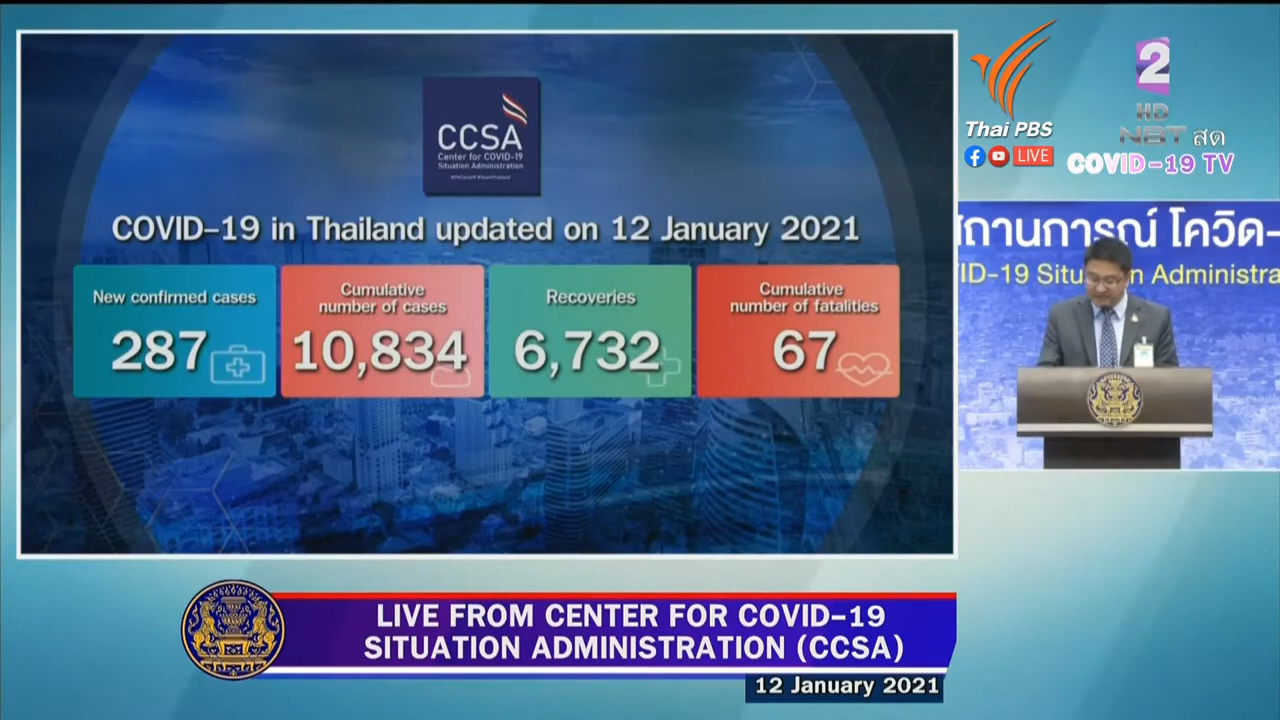 CCSA
Center for COVID-19
Situation Administration
COVID-19 in Thailand updated on 12 January 2021
New confirmed cases
287
Cumulative
number of cases
10,834
Recoveries
6,732
Cumulative
number of fatalities
67
Thai PBS
LIVE
2
HD
NBT สด
COVID-19 TV
สถานการณ์ โควิด-
VID-19 Situation Administra
LIVE FROM CENTER FOR COVID-19
SITUATION ADMINISTRATION (CCSA)
12 January 2021